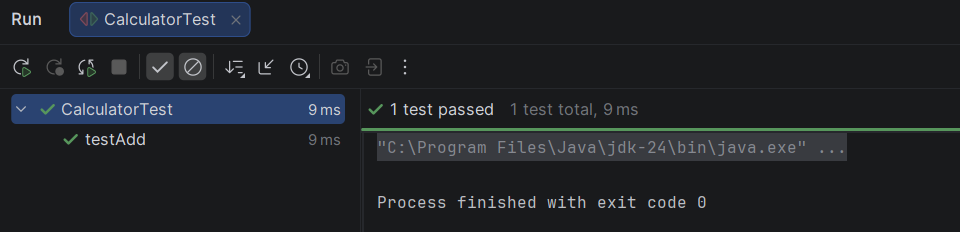 Run CalculatorTest
CalculatorTest 9 ms
testAdd 9 ms
1 test passed 1 test total, 9 ms
"C:\Program Files\Java\jdk-24\bin\java.exe" ...
Process finished with exit code 0